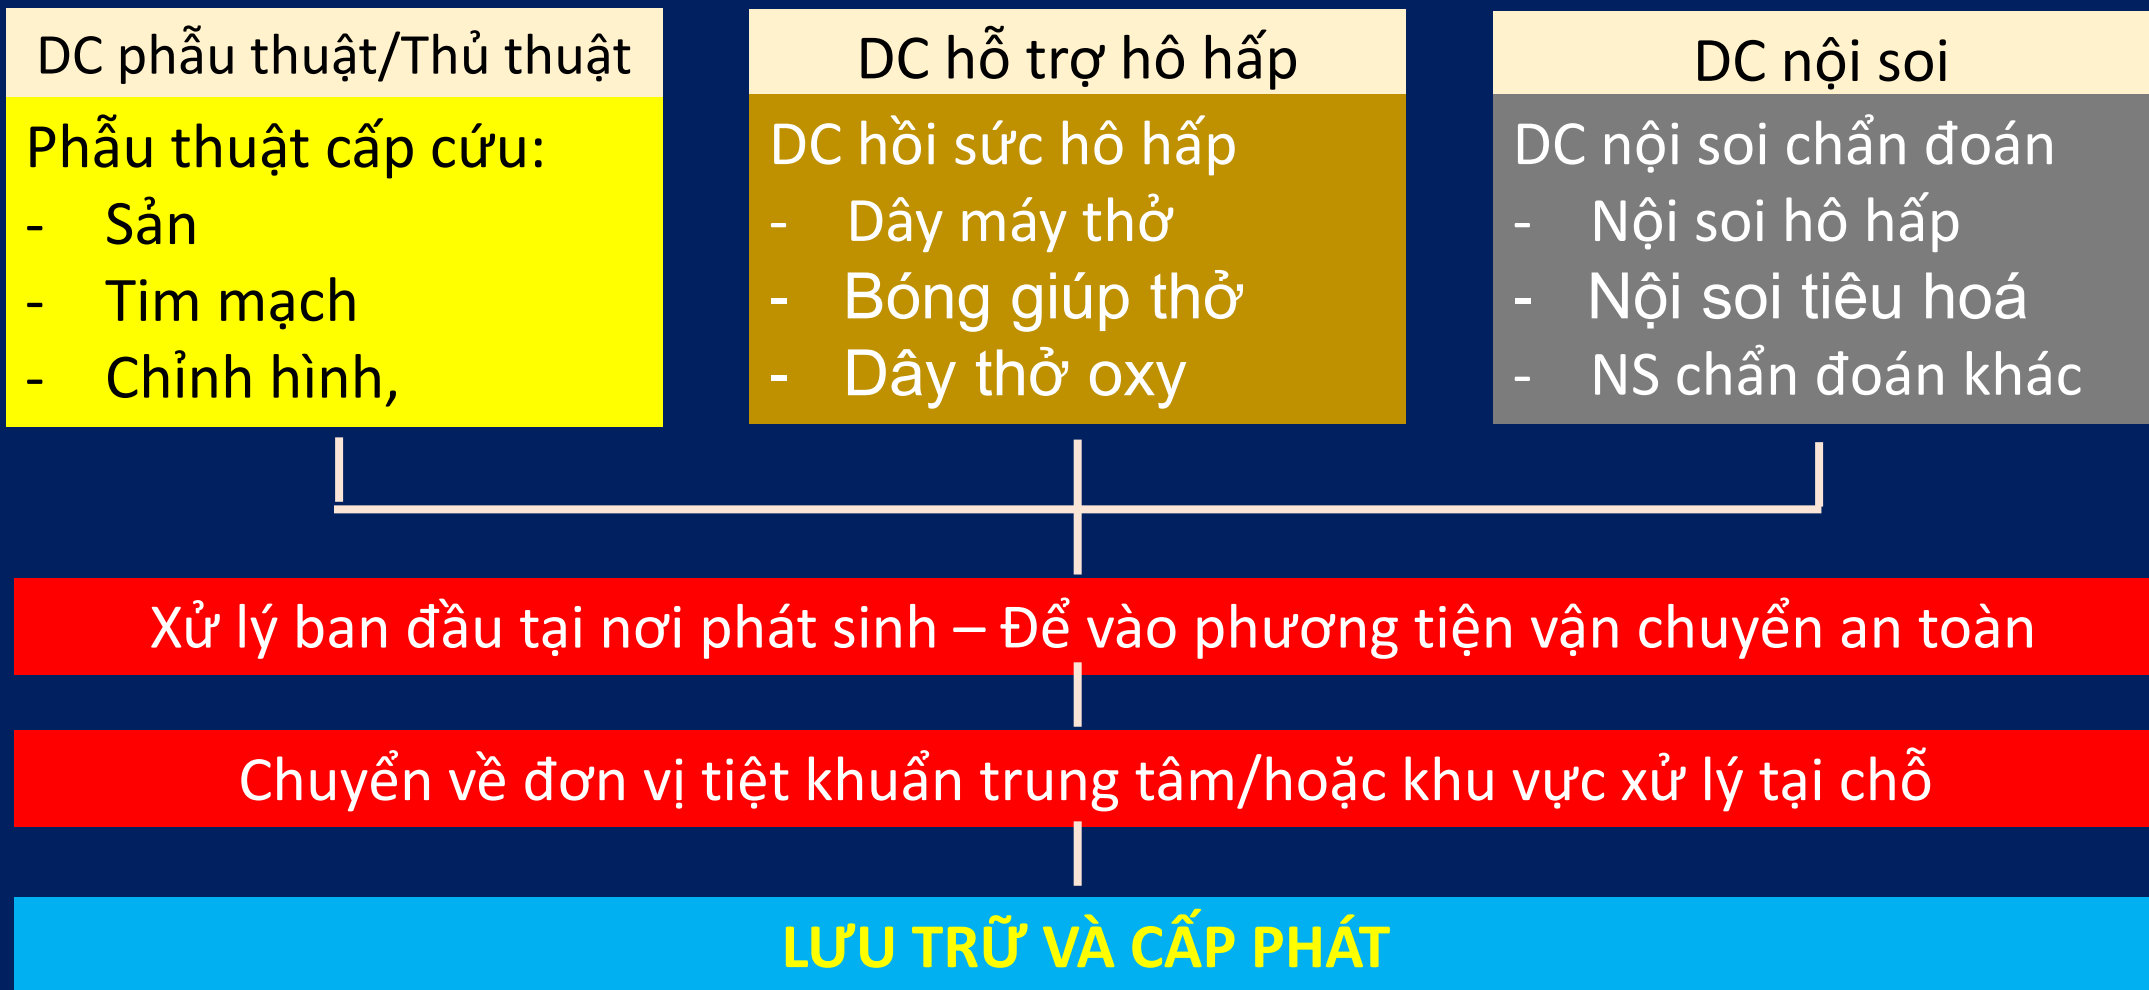 DC phẫu thuật/Thủ thuật
Phẫu thuật cấp cứu:
- Sản
- Tim mạch
- Chỉnh hình,
DC hỗ trợ hô hấp
DC hồi sức hô hấp
- Dây máy thở
- Bóng giúp thở
- Dây thở oxy
DC nội soi
DC nội soi chẩn đoán
- Nội soi hô hấp
- Nội soi tiêu hoá
- NS chẩn đoán khác
Xử lý ban đầu tại nơi phát sinh – Để vào phương tiện vận chuyển an toàn
Chuyển về đơn vị tiệt khuẩn trung tâm/hoặc khu vực xử lý tại chỗ
LƯU TRỮ VÀ CẤP PHÁT